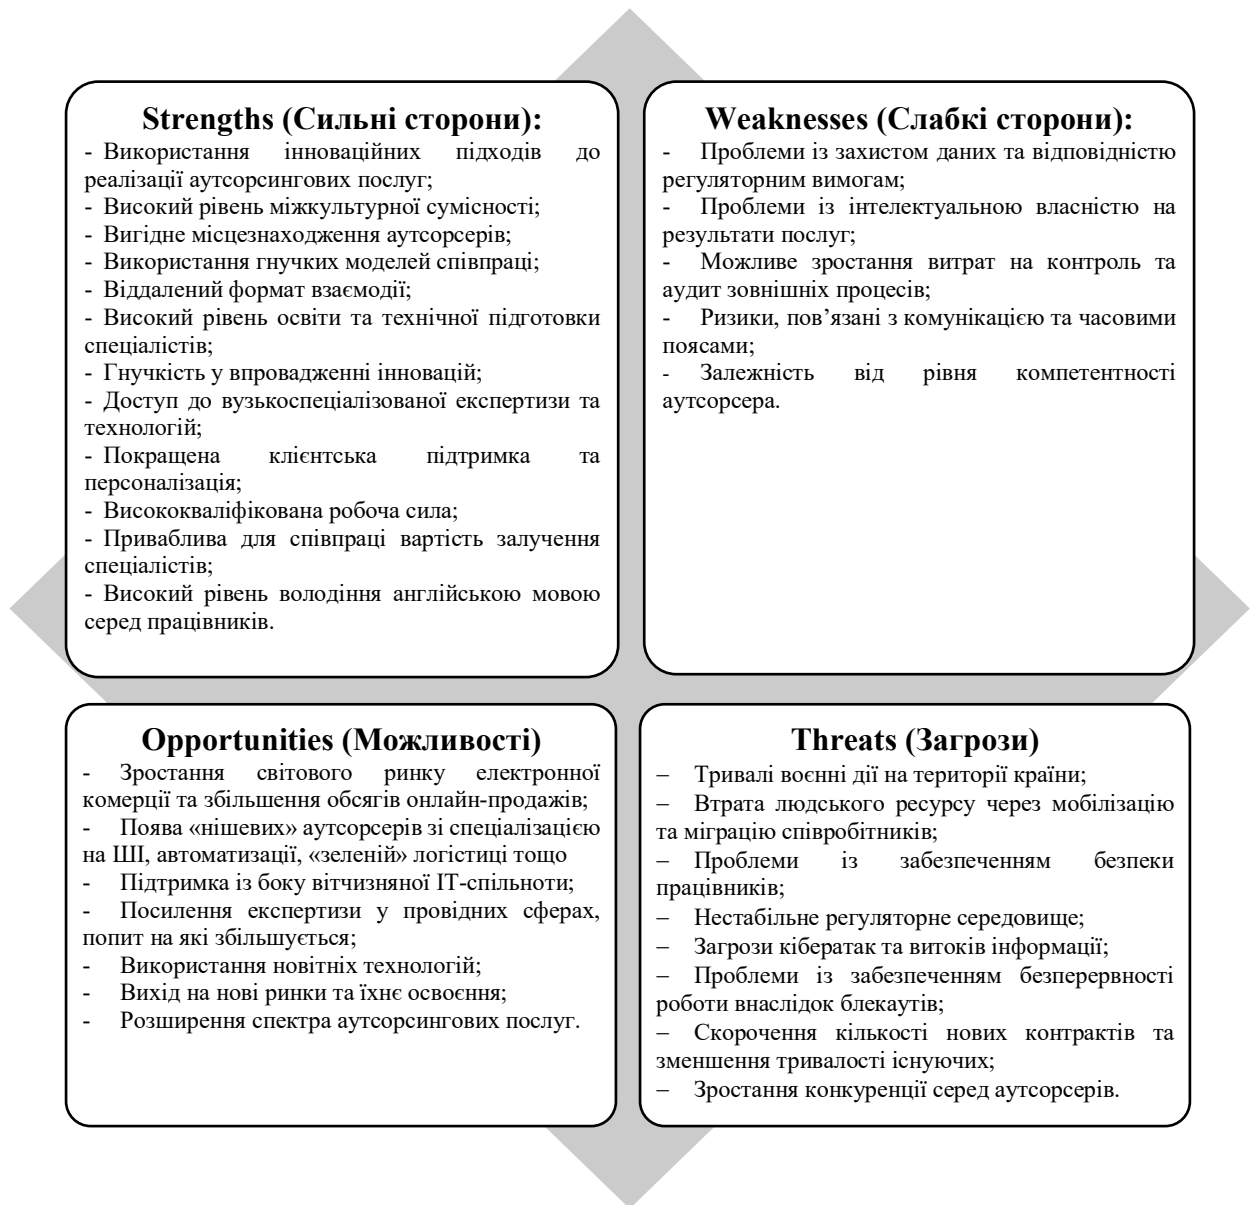 Strengths (Сильні сторони):
- Використання інноваційних підходів до
реалізації аутсорсингових послуг;
- Високий рівень міжкультурної сумісності;
- Вигідне місцезнаходження аутсорсерів;
- Використання гнучких моделей співпраці;
- Віддалений формат взаємодії;
- Високий рівень освіти та технічної підготовки
спеціалістів;
- Гнучкість у впровадженні інновацій;
- Доступ до вузькоспеціалізованої експертизи та
технологій;
- Покращена клієнтська підтримка та
персоналізація;
- Висококваліфікована робоча сила;
- Приваблива для співпраці вартість залучення
спеціалістів;
- Високий рівень володіння англійською мовою
серед працівників.
Weaknesses (Слабкі сторони):
- Проблеми із захистом даних та відповідністю
регуляторним вимогам;
- Проблеми із інтелектуальною власністю на
результати послуг;
- Можливе зростання витрат на контроль та
аудит зовнішніх процесів;
- Ризики, пов’язані з комунікацією та часовими
поясами;
- Залежність від рівня компетентності
аутсорсера.
Opportunities (Можливості)
- Зростання світового ринку електронної
комерції та збільшення обсягів онлайн-продажів;
- Поява «нішевих» аутсорсерів зі спеціалізацією
на ШІ, автоматизації, «зеленій» логістиці тощо
- Підтримка із боку вітчизняної ІТ-спільноти;
- Посилення експертизи у провідних сферах,
попит на які збільшується;
- Використання новітніх технологій;
- Вихід на нові ринки та їхнє освоєння;
- Розширення спектра аутсорсингових послуг.
Threats (Загрози)
– Тривалі воєнні дії на території країни;
– Втрата людського ресурсу через мобілізацію
та міграцію співробітників;
– Проблеми із забезпеченням безпеки
працівників;
– Нестабільне регуляторне середовище;
– Загрози кібератак та витоків інформації;
– Проблеми із забезпеченням безперервності
роботи внаслідок блекаутів;
– Скорочення кількості нових контрактів та
зменшення тривалості існуючих;
– Зростання конкуренції серед аутсорсерів.